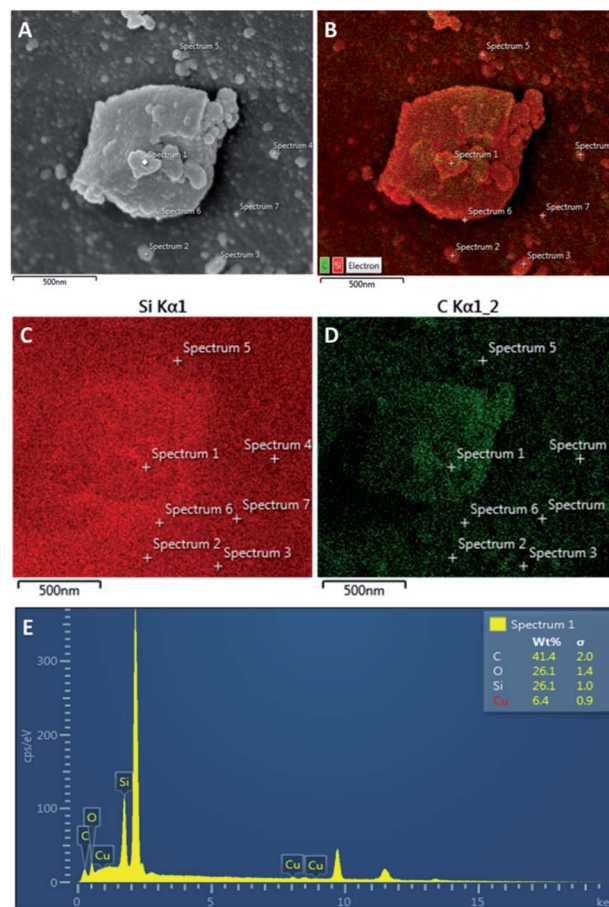 A
Spectrum 5
Spectrum 1
Spectrum 4
Spectrum 6
Spectrum 7
Spectrum 2
Spectrum 3
500nm
B
Spectrum 5
Spectrum 1
Spectrum
Spectrum 6
Spectrum 7
Spectrum 2
Spectrum 3
C
Si
Electron
500nm
Si Kα1
C
Spectrum 5
Spectrum 4
Spectrum 1
Spectrum 6
Spectrum 7
Spectrum 2
Spectrum 3
500nm
C Kα1_2
D
Spectrum 5
Spectrum
Spectrum 1
Spectrum 6
Spectrum 7
Spectrum 2
Spectrum 3
500nm
E
Spectrum 1
Wt% σ
C 41.4 2.0
O 26.1 1.4
Si 26.1 1.0
Cu 6.4 0.9
cps/eV
300
200
100
0
C
O
Cu
Si
Cu
Cu
0 5 10 15 ke